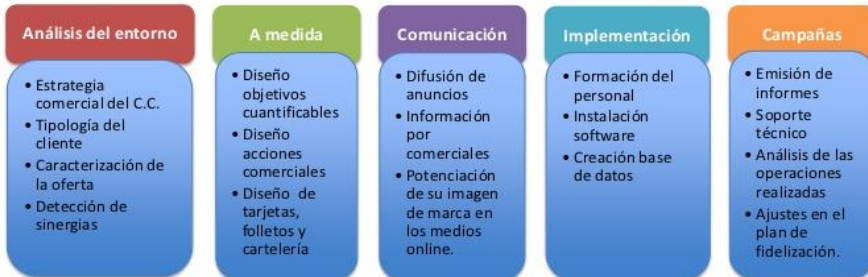 Análisis del entorno
• Estrategia
comercial del C.C.
• Tipología del
cliente
• Caracterización de
la oferta
• Detección de
sinergias
A medida
• Diseño
objetivos
cuantificables
• Diseño
acciones
comerciales
• Diseño de
tarjetas,
folletos y
cartelería
Comunicación
• Difusión de
anuncios
• Información
por
comerciales
• Potenciación
de su imagen
de marca en
los medios
online.
Implementación
• Formación del
personal
• Instalación
software
• Creación base
de datos
Campañas
• Emisión de
informes
• Soporte
técnico
• Análisis de las
operaciones
realizadas
• Ajustes en el
plan de
fidelización.